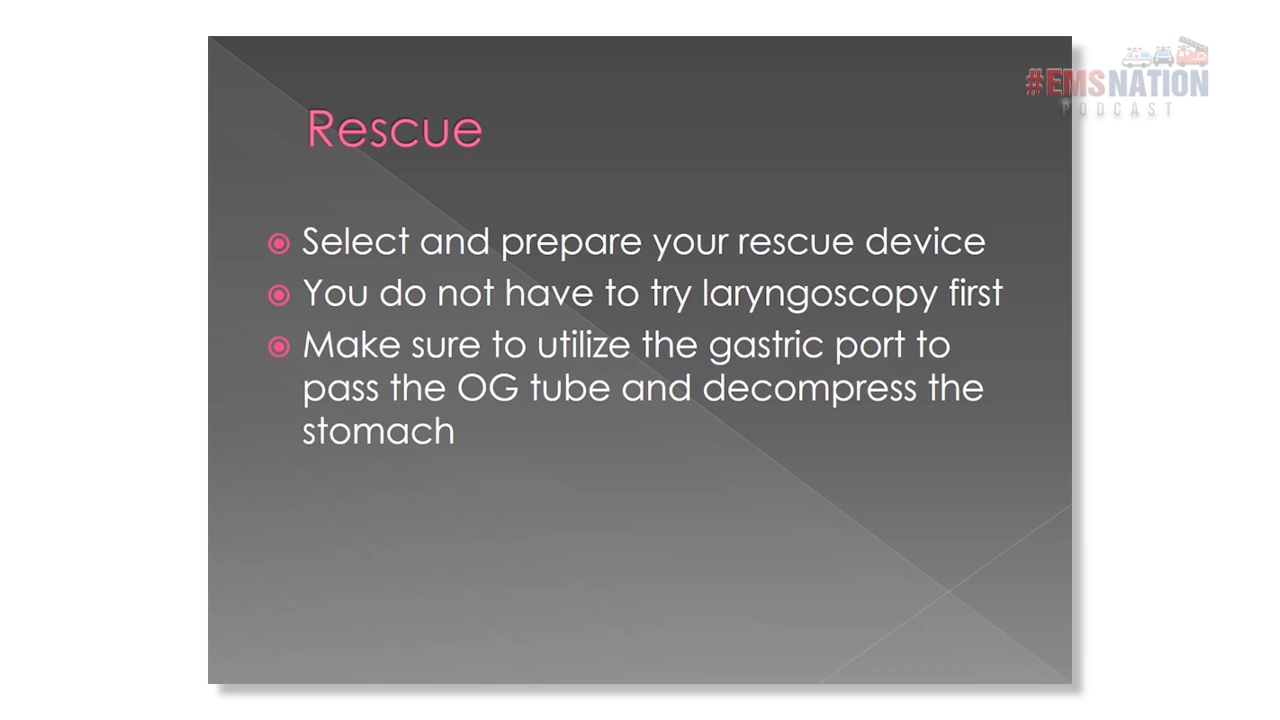 #EMSNATION
PODCAST
Rescue
Select and prepare your rescue device
You do not have to try laryngoscopy first
Make sure to utilize the gastric port to
pass the OG tube and decompress the
stomach